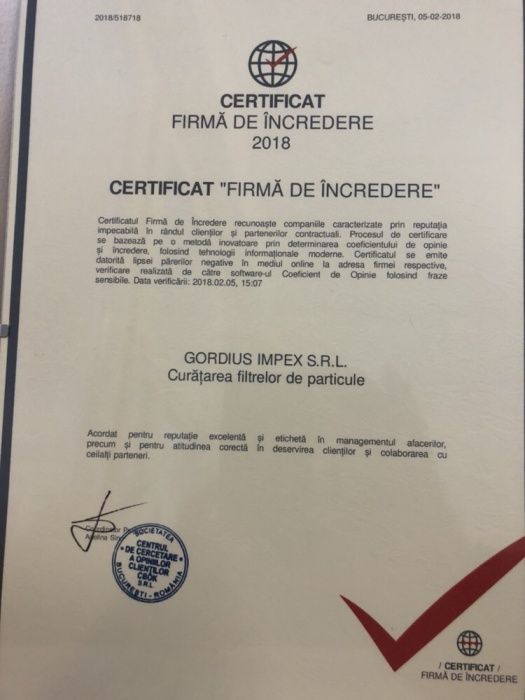 2018/518718
BUCUREȘTI, 05-02-2018
CERTIFICAT
FIRMĂ DE ÎNCREDERE
2018
CERTIFICAT "FIRMĂ DE ÎNCREDERE"
Certificatul Firmă de Încredere recunoaște companiile caracterizate prin reputația
impecabilă în rândul clienților și partenerilor contractuali. Procesul de certificare
se bazează pe o metodă inovatoare prin determinarea coeficientului de opinie
și încredere, folosind tehnologii informaționale moderne. Certificatul se emite
datorită lipsei părerilor negative în mediul online la adresa firmei respective,
verificare realizată de către software-ul Coeficient de Opinie folosind fraze
sensibile. Data verificării: 2018.02.05, 15:07
GORDIUS IMPEX S.R.L.
Curățarea filtrelor de particule
Acordat pentru reputație excelentă și etichetă în managementul afacerilor,
precum și pentru atitudinea corectă în deservirea clienților și colaborarea cu
ceilalți parteneri.
Coordonator
SOCIETATEA
CENTRUL
DE CERCETARE
A OPINIILOR
CLIENȚILOR
CBÖK
S.R.L
BUCUREȘTI - ROMÂNIA
/ CERTIFICAT /
FIRMĂ DE ÎNCREDERE